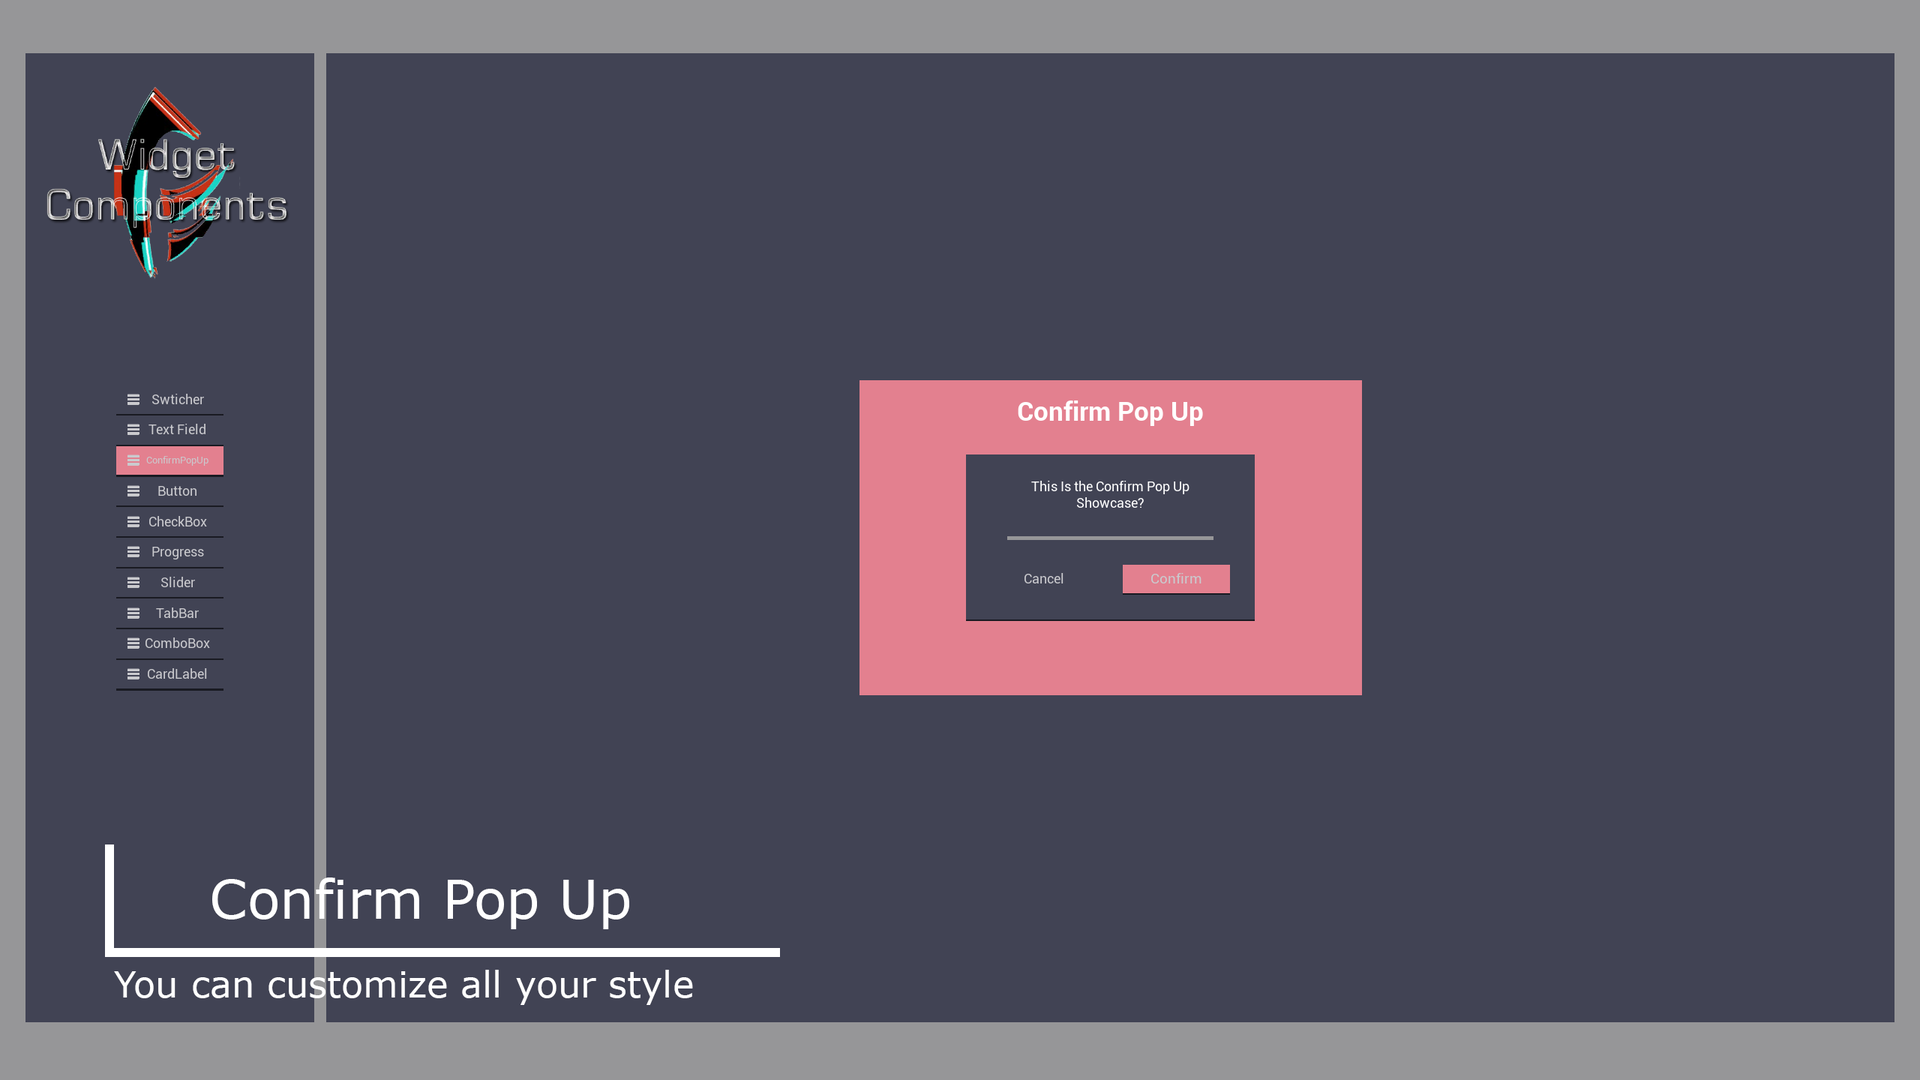 Widget
Components
Swticher
Text Field
ConfirmPopUp
Button
CheckBox
Progress
Slider
TabBar
ComboBox
CardLabel
Confirm Pop Up
This Is the Confirm Pop Up
Showcase?
Cancel
Confirm
Confirm Pop Up
You can customize all your style